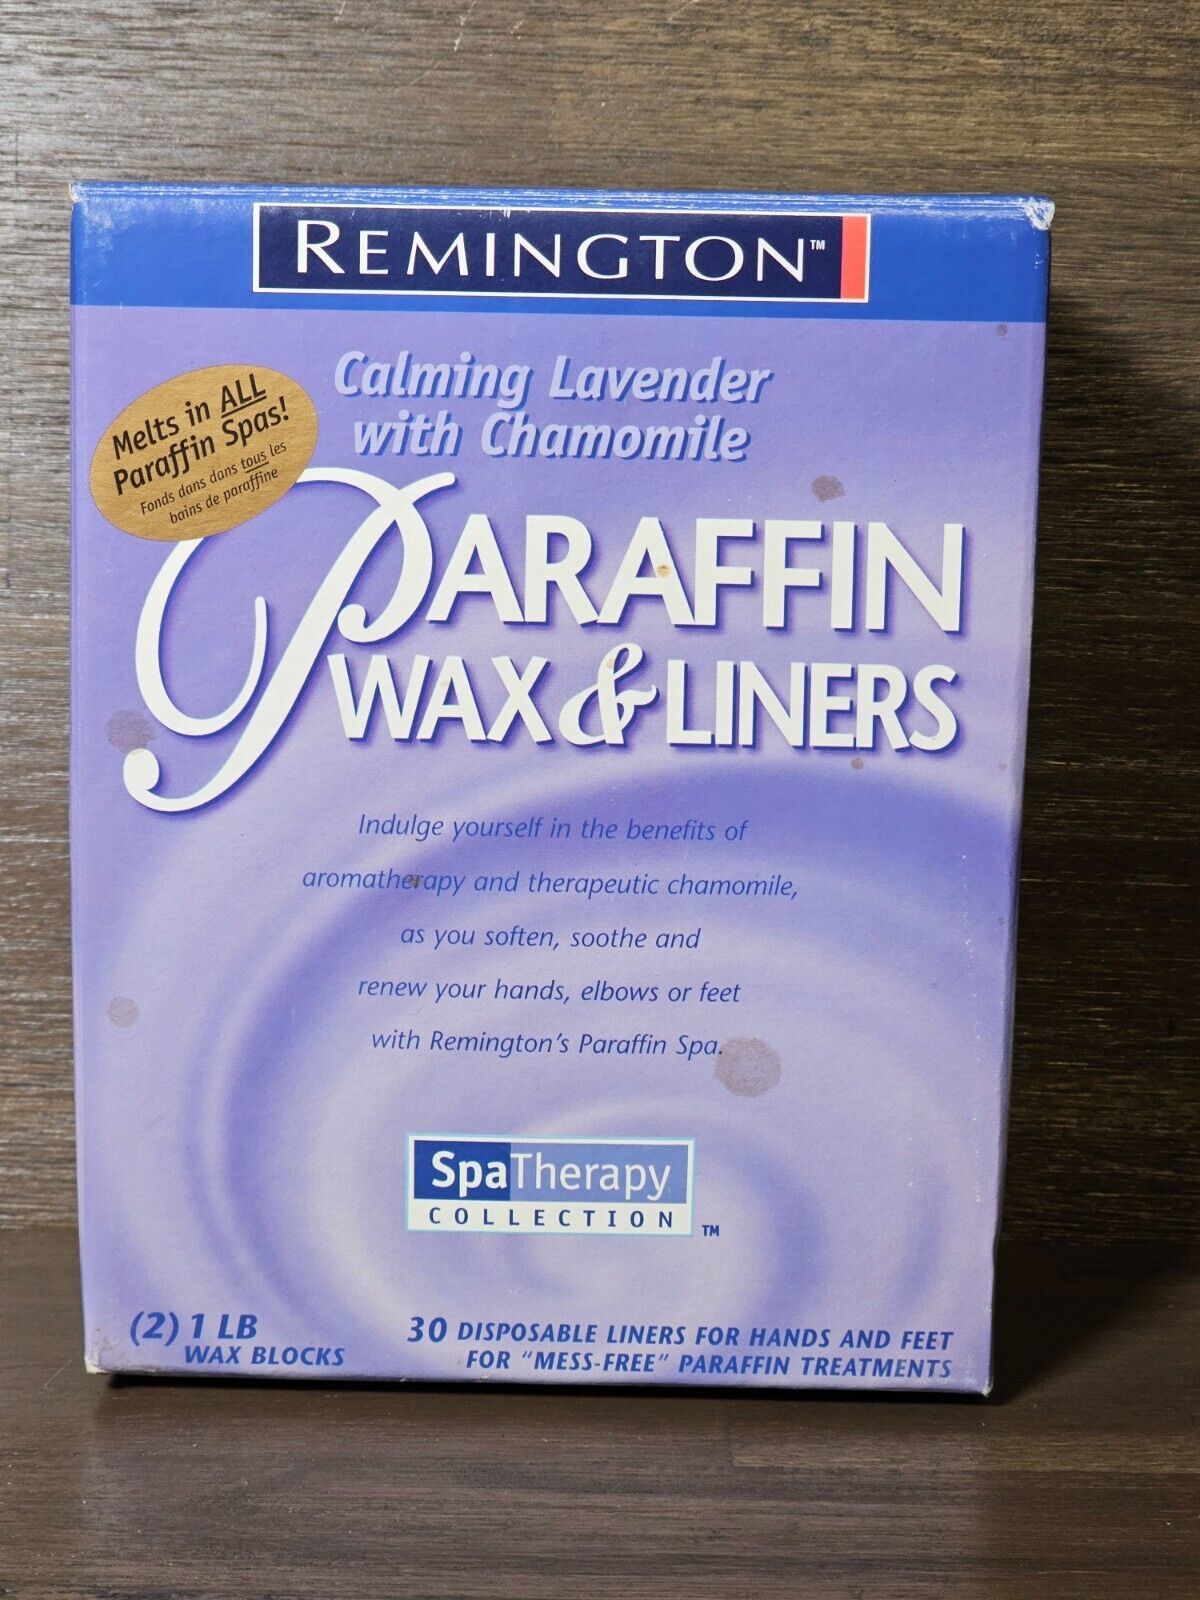 REMINGTON™
Calming Lavender
with Chamomile
Melts in ALL
Paraffin Spas!
Fonds dans dans tous les
bains de paraffine
PARAFFIN
WAX & LINERS
Indulge yourself in the benefits of
aromatherapy and therapeutic chamomile,
as you soften, soothe and
renew your hands, elbows or feet
with Remington's Paraffin Spa.
SpaTherapy
COLLECTION ™
(2) 1 LB
WAX BLOCKS
30 DISPOSABLE LINERS FOR HANDS AND FEET
FOR "MESS-FREE" PARAFFIN TREATMENTS